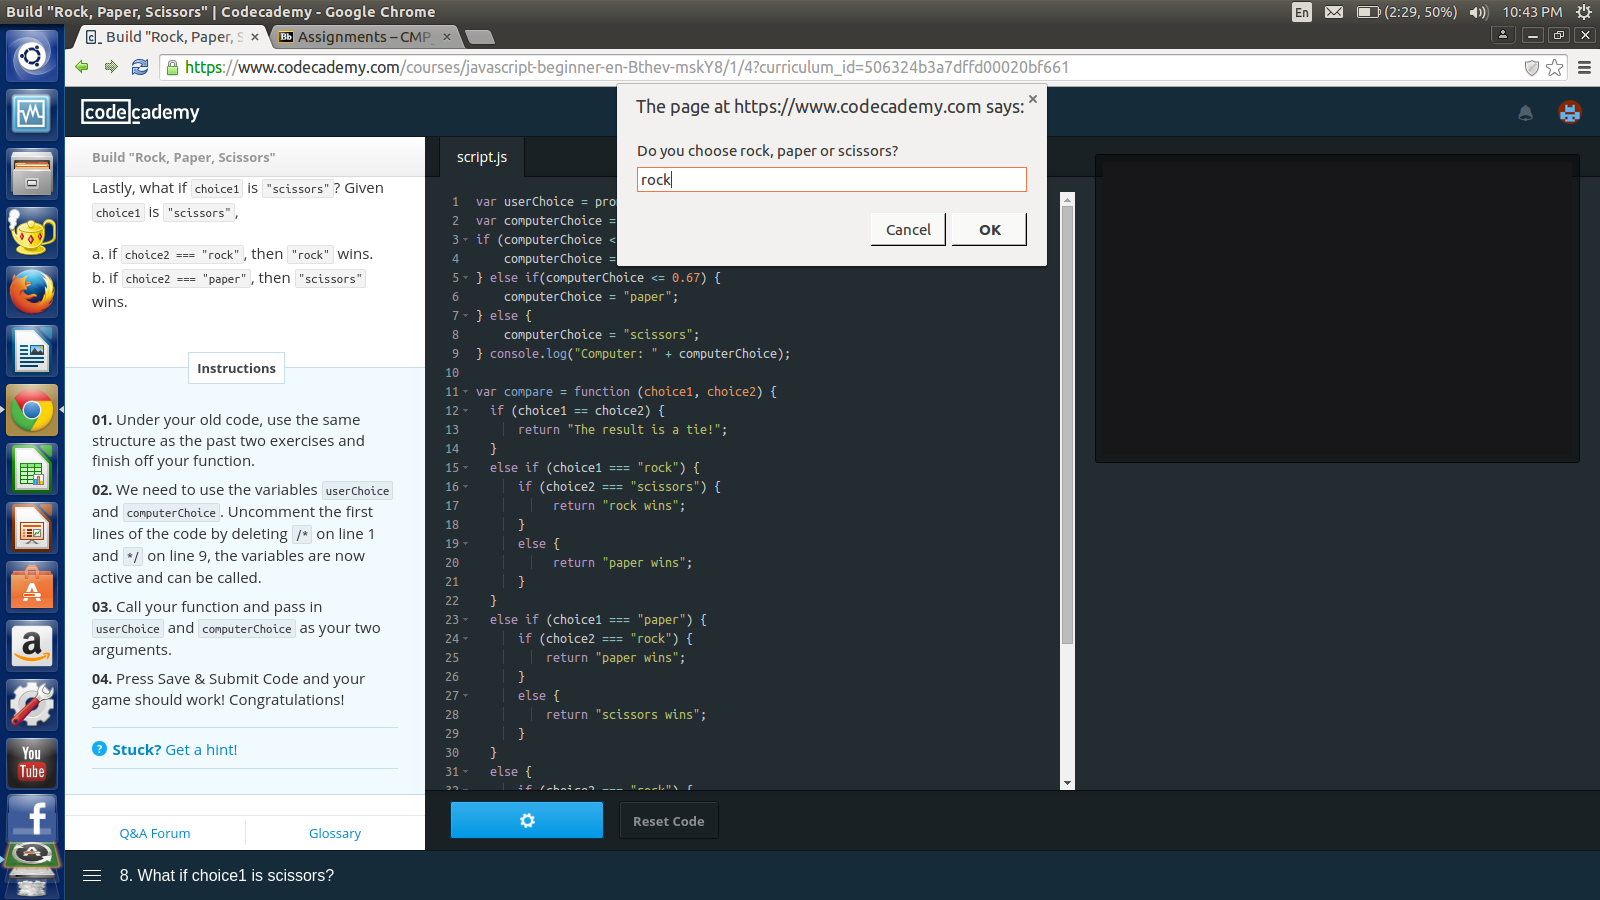 Build "Rock, Paper, Scissors" | Codecademy - Google Chrome
En
(2:29, 50%)
10:43 PM
Build "Rock, Paper, S
Bb Assignments – CMP
https://www.codecademy.com/courses/javascript-beginner-en-Bthev-mskY8/1/4?curriculum_id=506324b3a7dffd00020bf661
codecademy
The page at https://www.codecademy.com says:
Do you choose rock, paper or scissors?
rock
Cancel
OK
Build "Rock, Paper, Scissors"
Lastly, what if choice1 is "scissors"? Given
choice1 is "scissors",
a. if choice2 === "rock", then "rock" wins.
b. if choice2 === "paper", then "scissors"
wins.
Instructions
01. Under your old code, use the same
structure as the past two exercises and
finish off your function.
02. We need to use the variables userChoice
and computerChoice. Uncomment the first
lines of the code by deleting /* on line 1
and */ on line 9, the variables are now
active and can be called.
03. Call your function and pass in
userChoice and computerChoice as your two
arguments.
04. Press Save & Submit Code and your
game should work! Congratulations!
? Stuck? Get a hint!
Q&A Forum
Glossary
script.js
1 var userChoice = pro
2 var computerChoice =
3 if (computerChoice <
4 computerChoice =
5 } else if(computerChoice <= 0.67) {
6 computerChoice = "paper";
7 } else {
8 computerChoice = "scissors";
9 } console.log("Computer: " + computerChoice);
10
11 var compare = function (choice1, choice2) {
12 if (choice1 == choice2) {
13 return "The result is a tie!";
14 }
15 else if (choice1 === "rock") {
16 if (choice2 === "scissors") {
17 return "rock wins";
18 }
19 else {
20 return "paper wins";
21 }
22 }
23 else if (choice1 === "paper") {
24 if (choice2 === "rock") {
25 return "paper wins";
26 }
27 else {
28 return "scissors wins";
29 }
30 }
31 else {
32 if (choice2 === "rock") {
Reset Code
8. What if choice1 is scissors?
a
You
Tube
f